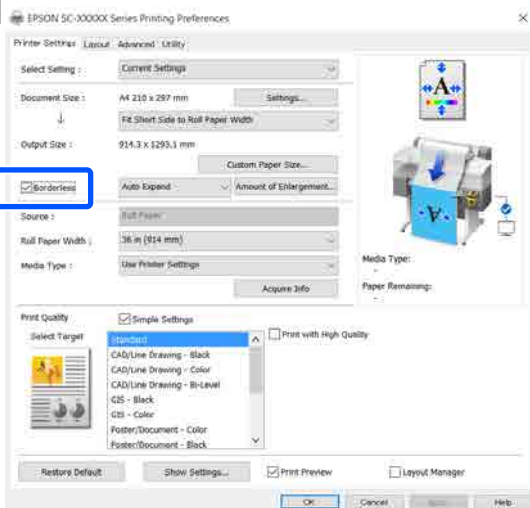 EPSON SC-XXXXX Series Printing Preferences
Printer Settings Layout Advanced Utility
Select Setting : Current Settings
Document Size : A4 210 x 297 mm Settings...
Fit Short Side to Roll Paper Width
Output Size : 914.3 x 1293.1 mm
Custom Paper Size...
Borderless Auto Expand Amount of Enlargement...
Source : Roll Paper
Roll Paper Width : 36 in (914 mm)
Media Type : Use Printer Settings
Acquire Info
A
Media Type:
-
Paper Remaining:
-
Print Quality Simple Settings
Select Target Standard Print with High Quality
CAD/Line Drawing - Black
CAD/Line Drawing - Color
CAD/Line Drawing - Bi-Level
GIS - Black
GIS - Color
Poster/Document - Color
Poster/Document - Black
Restore Default Show Settings... Print Preview Layout Manager
OK Cancel Help